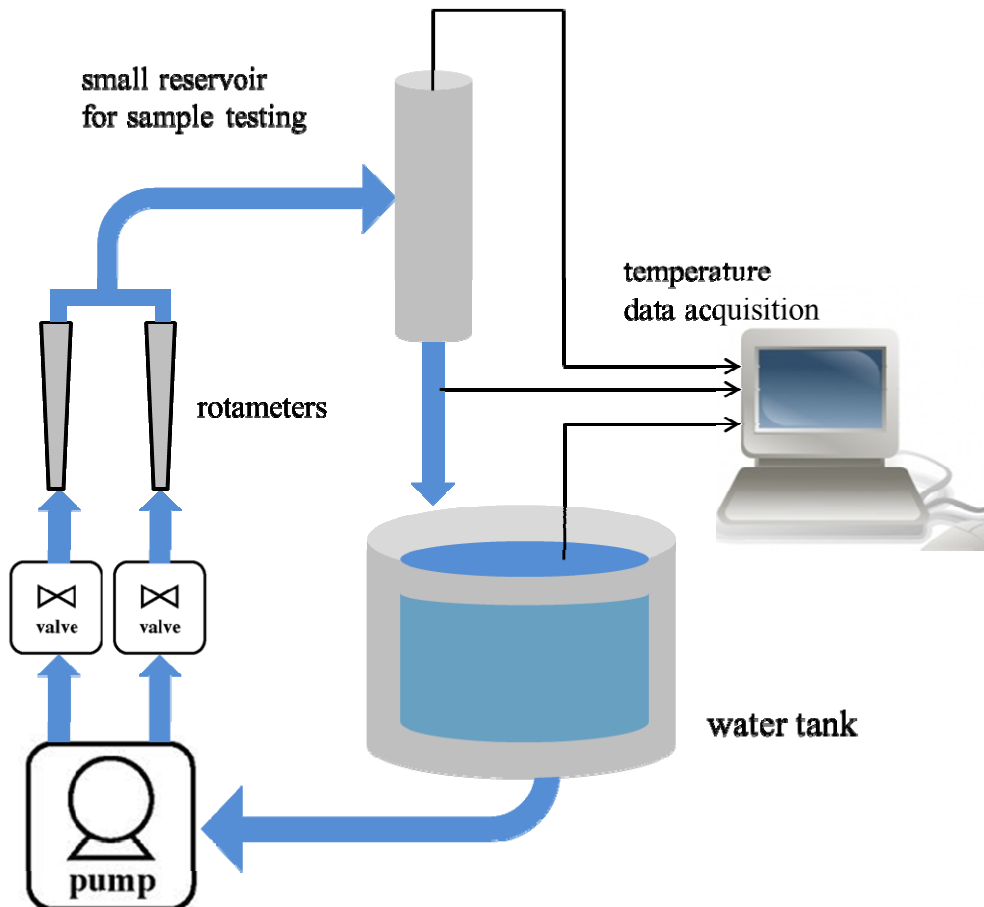 small reservoir
for sample testing
temperature
data acquisition
rotameters
valve
valve
water tank
pump